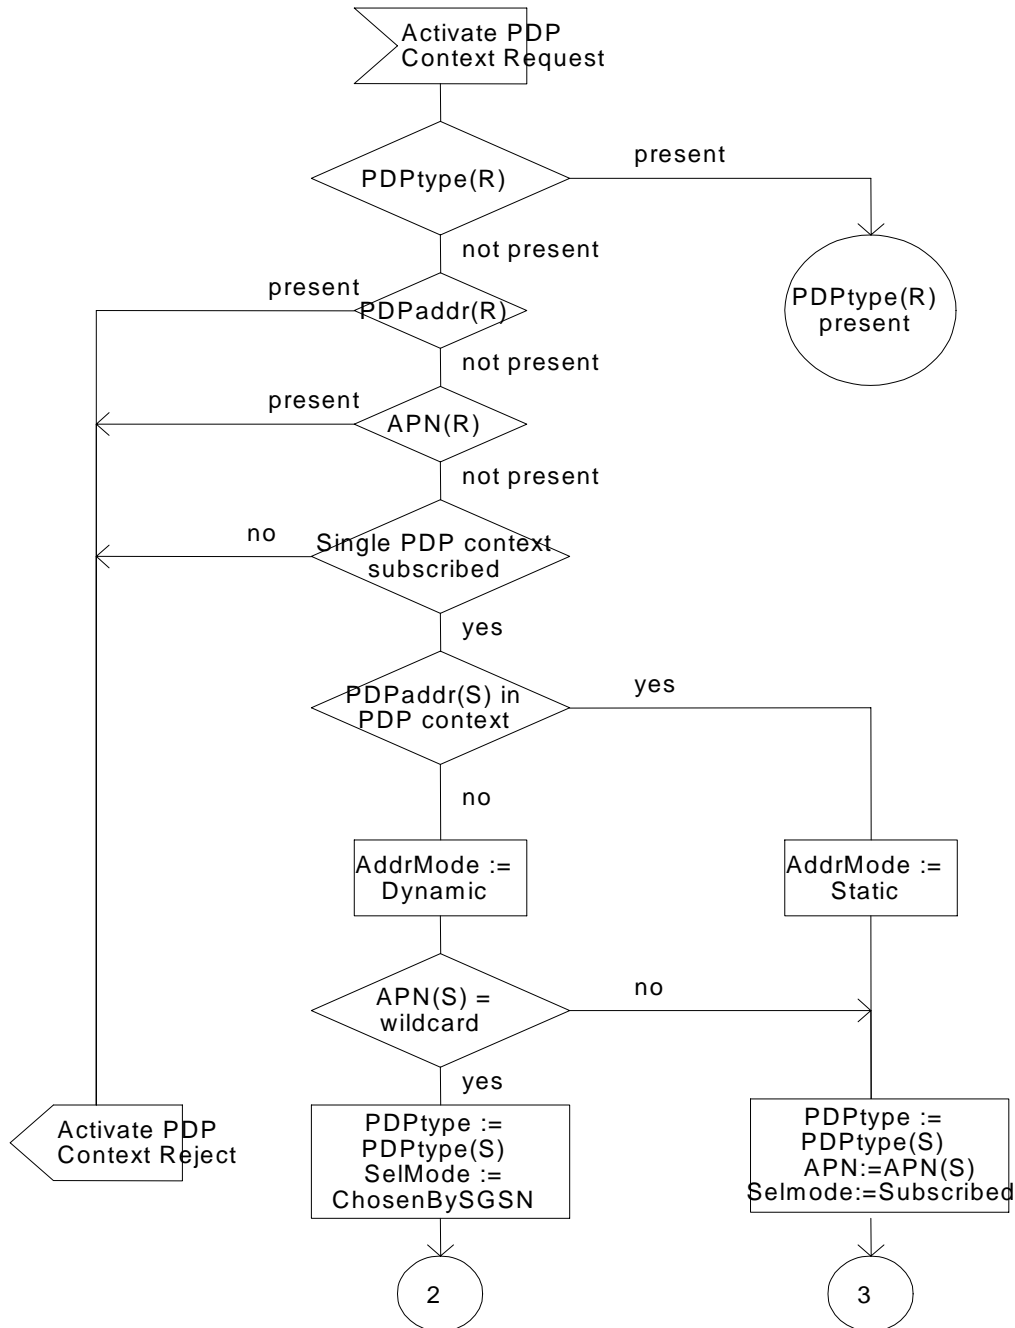 Activate PDP
Context Request
PDPtype(R)
present
not present
PDPtype(R)
present
present
PDPaddr(R)
not present
present
APN(R)
not present
no
Single PDP context
subscribed
yes
PDPaddr(S) in
PDP context
yes
no
AddrMode :=
Dynamic
AddrMode :=
Static
APN(S) =
wildcard
no
yes
Activate PDP
Context Reject
PDPtype :=
PDPtype(S)
SelMode :=
ChosenBySGSN
PDPtype :=
PDPtype(S)
APN:=APN(S)
Selmode:=Subscribed
2
3